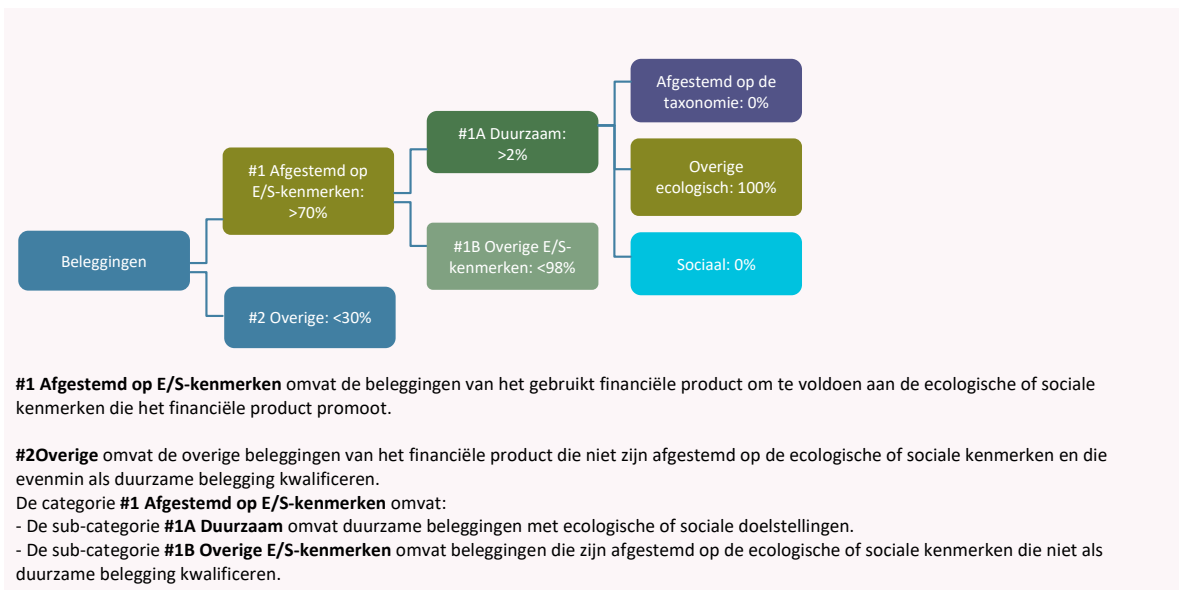 Afgestemd op de
taxonomie: 0%
#1A Duurzaam:
>2%
#1 Afgestemd op
E/S-kenmerken:
>70%
Overige
ecologisch: 100%
#1B Overige E/S-
kenmerken: <98%
Beleggingen
Sociaal: 0%
#2 Overige: <30%
#1 Afgestemd op E/S-kenmerken omvat de beleggingen van het gebruikt financiële product om te voldoen aan de ecologische of sociale
kenmerken die het financiële product promoot.
#2Overige omvat de overige beleggingen van het financiële product die niet zijn afgestemd op de ecologische of sociale kenmerken en die
evenmin als duurzame belegging kwalificeren.
De categorie #1 Afgestemd op E/S-kenmerken omvat:
- De sub-categorie #1A Duurzaam omvat duurzame beleggingen met ecologische of sociale doelstellingen.
- De sub-categorie #1B Overige E/S-kenmerken omvat beleggingen die zijn afgestemd op de ecologische of sociale kenmerken die niet als
duurzame belegging kwalificeren.